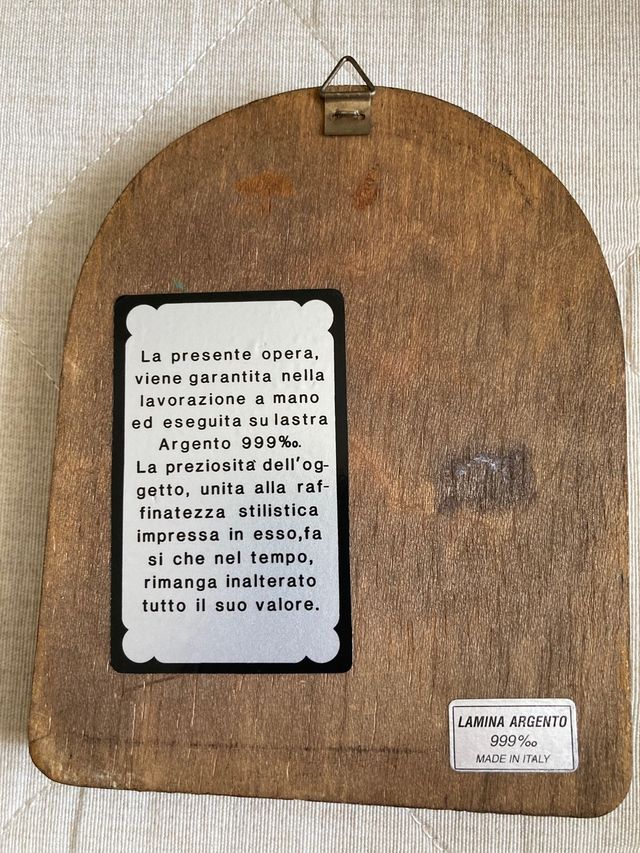 La presente opera,
viene garantita nella
lavorazione a mano
ed eseguita su lastra
Argento 999‰.
La preziosità dell'og-
getto, unita alla raf-
finatezza stilistica
impressa in esso,fa
si che nel tempo,
rimanga inalterato
tutto il suo valore.
LAMINA ARGENTO
999‰
MADE IN ITALY